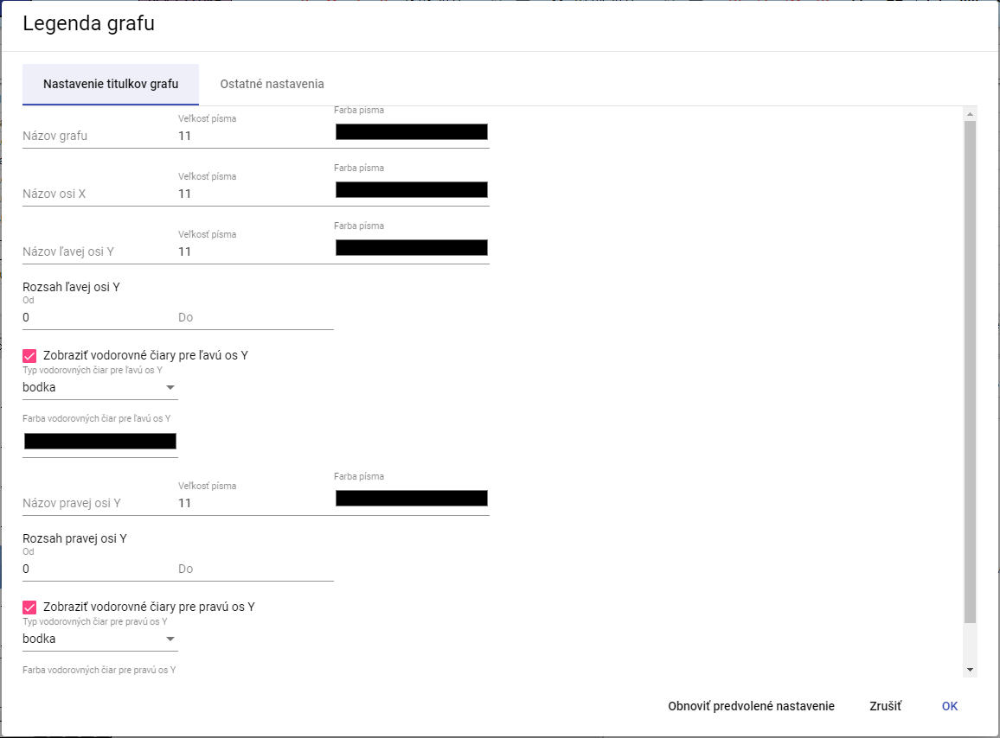 Legenda grafu
Nastavenie titulkov grafu Ostatné nastavenia
Veľkosť písma Farba písma
Názov grafu 11
Veľkosť písma Farba písma
Názov osi X 11
Veľkosť písma Farba písma
Názov ľavej osi Y 11
Rozsah ľavej osi Y
Od
0 Do
Zobraziť vodorovné čiary pre ľavú os Y
Typ vodorovných čiar pre ľavú os Y
bodka
Farba vodorovných čiar pre ľavú os Y
Veľkosť písma Farba písma
Názov pravej osi Y 11
Rozsah pravej osi Y
Od
0 Do
Zobraziť vodorovné čiary pre pravú os Y
Typ vodorovných čiar pre pravú os Y
bodka
Farba vodorovných čiar pre pravú os Y
Obnoviť predvolené nastavenie Zrušiť OK